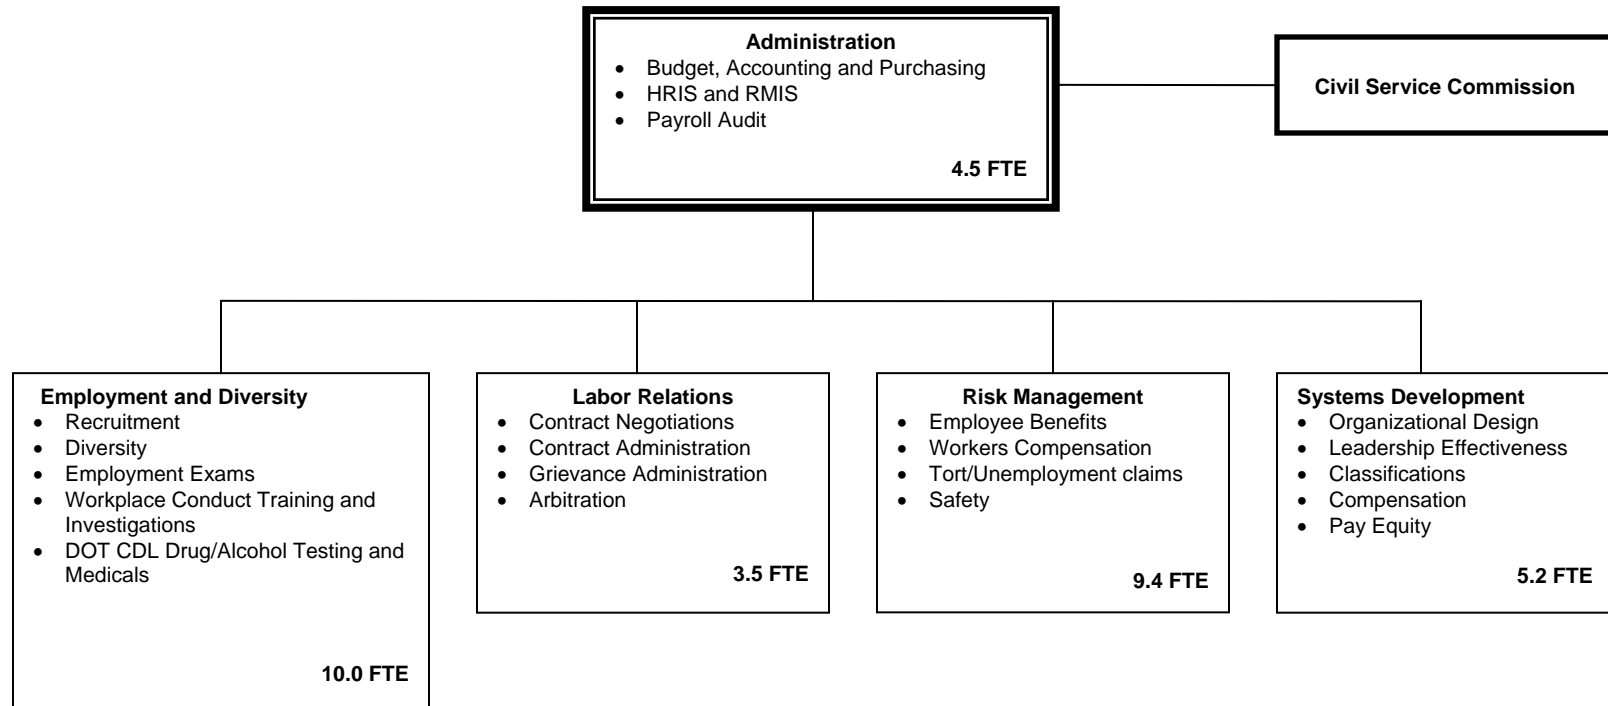 Administration
• Budget, Accounting and Purchasing
• HRIS and RMIS
• Payroll Audit
4.5 FTE
Civil Service Commission
Employment and Diversity
• Recruitment
• Diversity
• Employment Exams
• Workplace Conduct Training and
Investigations
• DOT CDL Drug/Alcohol Testing and
Medicals
10.0 FTE
Labor Relations
• Contract Negotiations
• Contract Administration
• Grievance Administration
• Arbitration
3.5 FTE
Risk Management
• Employee Benefits
• Workers Compensation
• Tort/Unemployment claims
• Safety
9.4 FTE
Systems Development
• Organizational Design
• Leadership Effectiveness
• Classifications
• Compensation
• Pay Equity
5.2 FTE